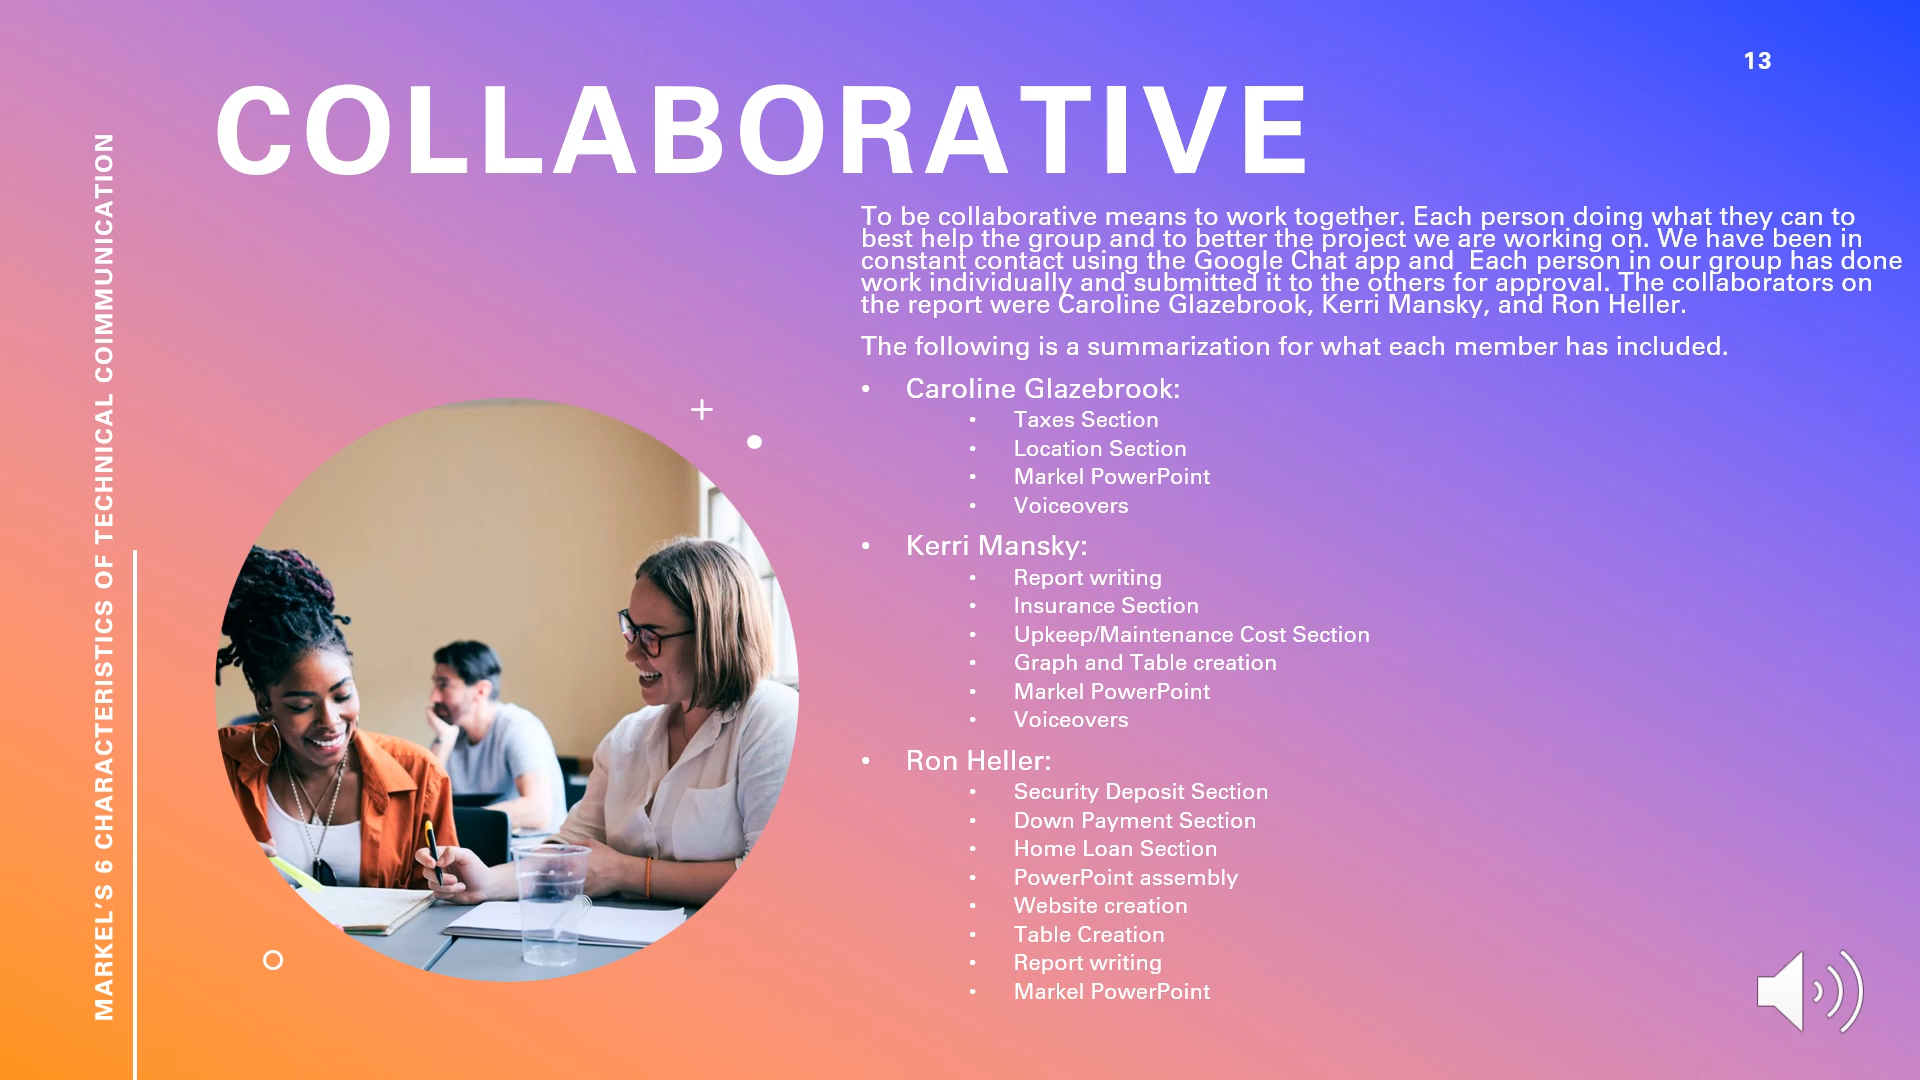 13
COLLABORATIVE
MARKEL'S 6 CHARACTERISTICS OF TECHNICAL COIMMUNICATION
To be collaborative means to work together. Each person doing what they can to
best help the group and to better the project we are working on. We have been in
constant contact using the Google Chat app and  Each person in our group has done
work individually and submitted it to the others for approval. The collaborators on
the report were Caroline Glazebrook, Kerri Mansky, and Ron Heller.
The following is a summarization for what each member has included.
• Caroline Glazebrook:
• Taxes Section
• Location Section
• Markel PowerPoint
• Voiceovers
• Kerri Mansky:
• Report writing
• Insurance Section
• Upkeep/Maintenance Cost Section
• Graph and Table creation
• Markel PowerPoint
• Voiceovers
• Ron Heller:
• Security Deposit Section
• Down Payment Section
• Home Loan Section
• PowerPoint assembly
• Website creation
• Table Creation
• Report writing
• Markel PowerPoint